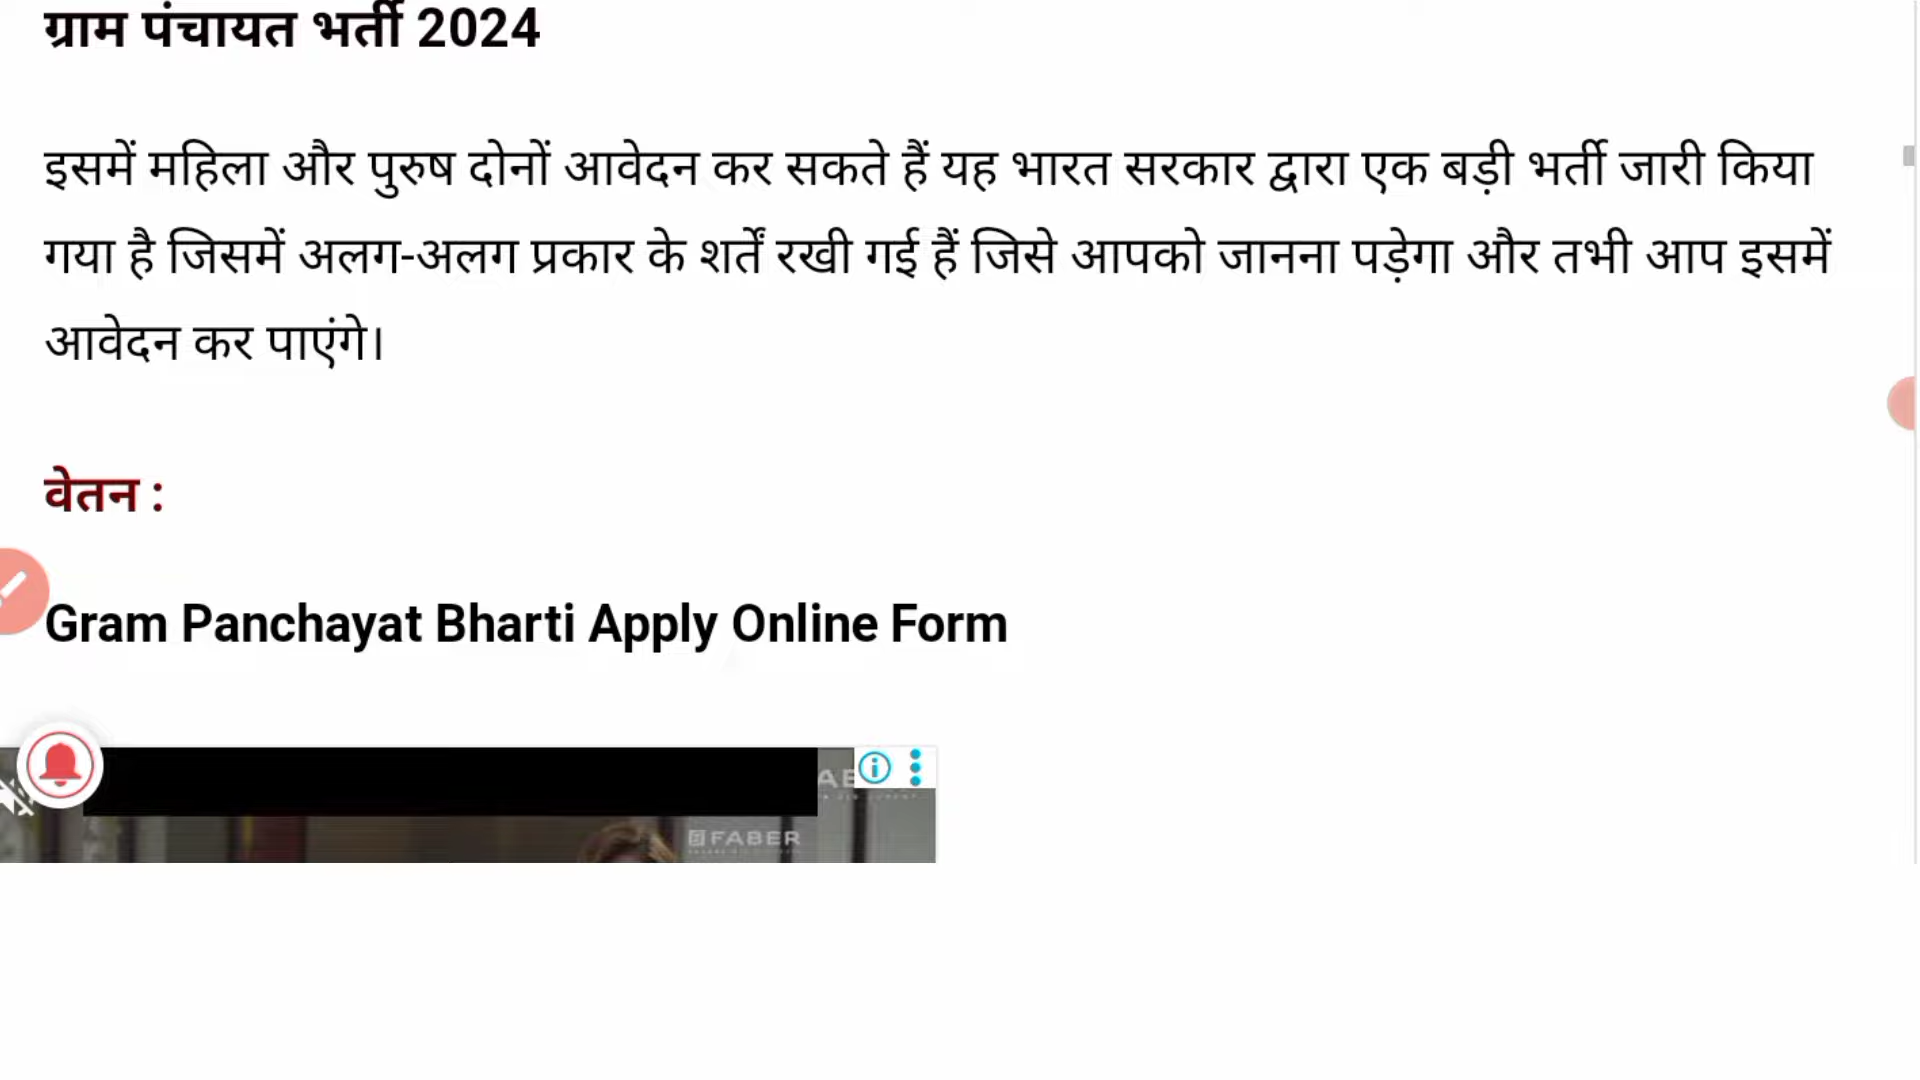 ग्राम पंचायत भर्ती 2024
इसमें महिला और पुरुष दोनों आवेदन कर सकते हैं यह भारत सरकार द्वारा एक बड़ी भर्ती जारी किया
गया है जिसमें अलग-अलग प्रकार के शर्तें रखी गई हैं जिसे आपको जानना पड़ेगा और तभी आप इसमें
आवेदन कर पाएंगे।
वेतन :
Gram Panchayat Bharti Apply Online Form
FABER